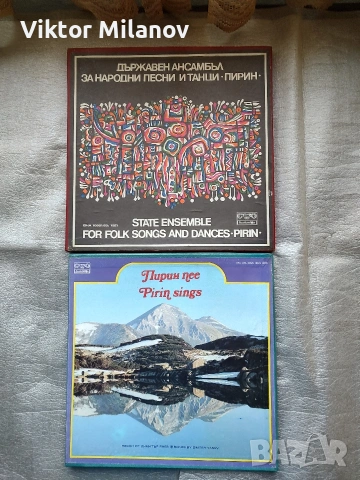 Viktor Milanov
ДЪРЖАВЕН АНСАМБЪЛ
ЗА НАРОДНИ ПЕСНИ И ТАНЦИ · ПИРИН ·
STATE ENSEMBLE
FOR FOLK SONGS AND DANCES · PIRIN ·
Пирин пее
Pirin sings
BAZAR